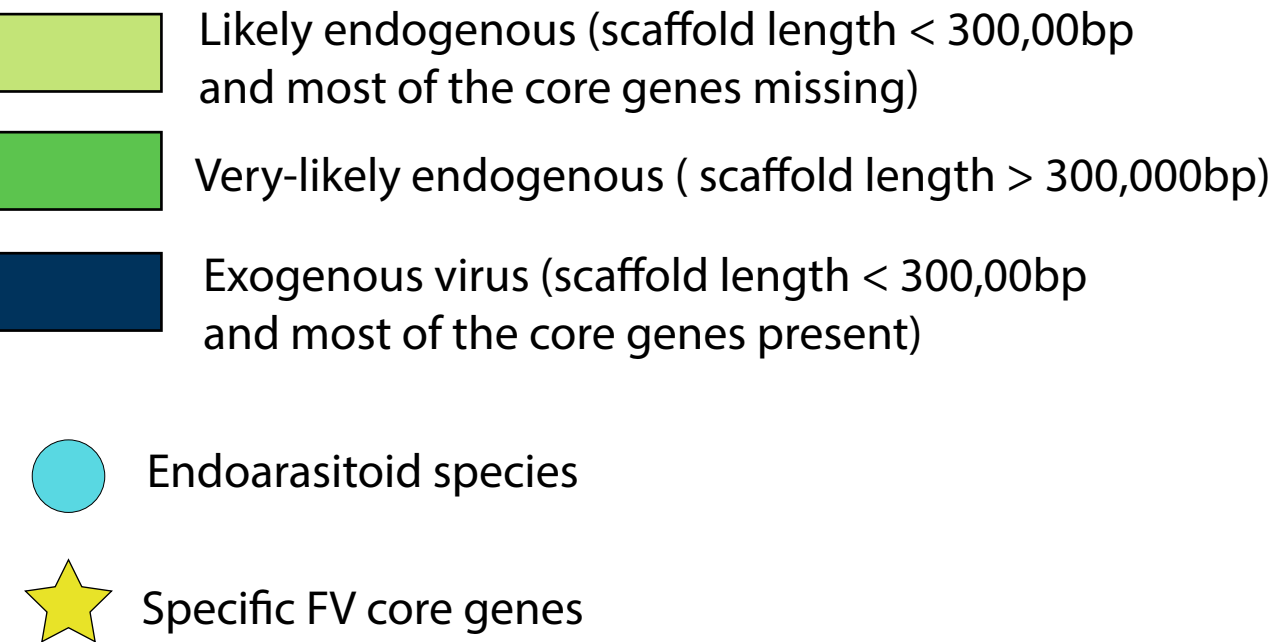 Likely endogenous (scaffold length < 300,00bp
and most of the core genes missing)
Very-likely endogenous ( scaffold length > 300,000bp)
Exogenous virus (scaffold length < 300,00bp
and most of the core genes present)
Endoarasitoid species
Specific FV core genes